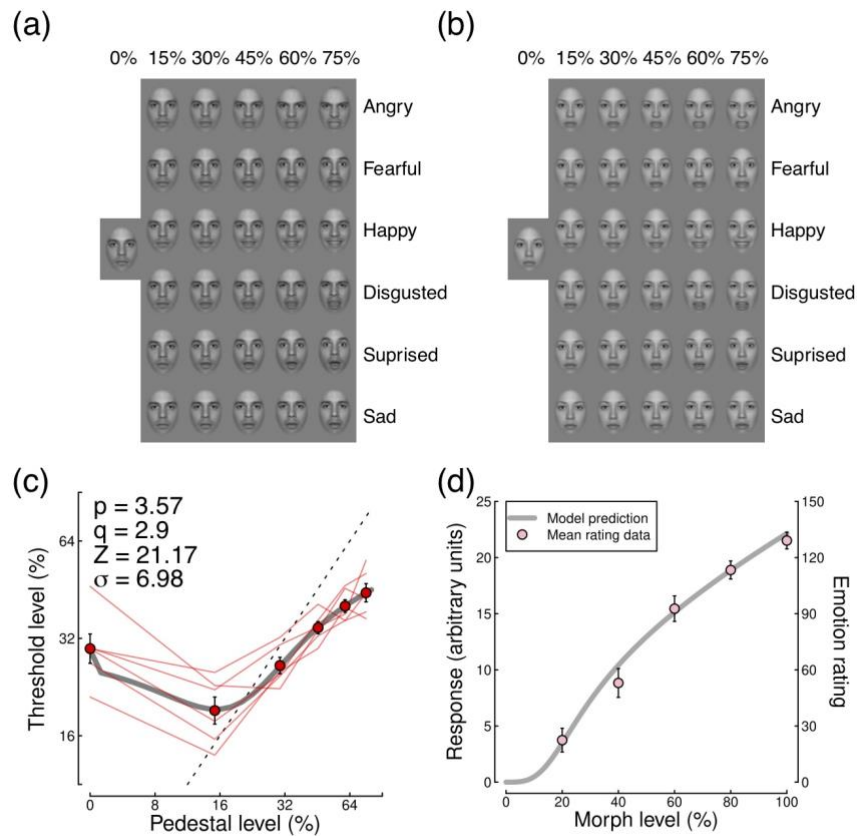 (a)
0% 15% 30% 45% 60% 75%
Angry
Fearful
Happy
Disgusted
Suprised
Sad
(b)
0% 15% 30% 45% 60% 75%
Angry
Fearful
Happy
Disgusted
Suprised
Sad
(c)
p = 3.57
q = 2.9
Z = 21.17
σ = 6.98
Threshold level (%)
64
32
16
0 8 16 32 64
Pedestal level (%)
(d)
Model prediction
Mean rating data
Response (arbitrary units)
25
20
15
10
5
0
150
120
90
60
30
0
Emotion rating
0 20 40 60 80 100
Morph level (%)